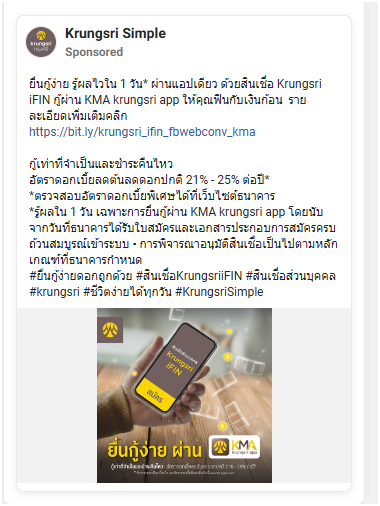 Krungsri Simple
Sponsored
krungsri
กรุงศรี
ยื่นกู้ง่าย รู้ผลไวใน 1 วัน* ผ่านแอปเดียว ด้วยสินเชื่อ Krungsri
iFIN กู้ผ่าน KMA krungsri app ให้คุณฟินกับเงินก้อน ราย
ละเอียดเพิ่มเติมคลิก
https://bit.ly/krungsri_ifin_fbwebconv_kma
กู้เท่าที่จำเป็นและชำระคืนไหว
อัตราดอกเบี้ยลดต้นลดดอกปกติ 21% - 25% ต่อปี*
*ตรวจสอบอัตราดอกเบี้ยพิเศษได้ที่เว็บไซต์ธนาคาร
*รู้ผลใน 1 วัน เฉพาะการยื่นกู้ผ่าน KMA krungsri app โดยนับ
จากวันที่ธนาคารได้รับใบสมัครและเอกสารประกอบการสมัครครบ
ถ้วนสมบูรณ์เข้าระบบ - การพิจารณาอนุมัติสินเชื่อเป็นไปตามหลัก
เกณฑ์ที่ธนาคารกำหนด
#ยื่นกู้ง่ายดอกถูกด้วย #สินเชื่อKrungsriiFIN #สินเชื่อส่วนบุคคล
#krungsri #ชีวิตง่ายได้ทุกวัน #KrungsriSimple
Krungsri
iFIN
สมัคร
ยื่นกู้ง่าย ผ่าน
KMA
krungsri app